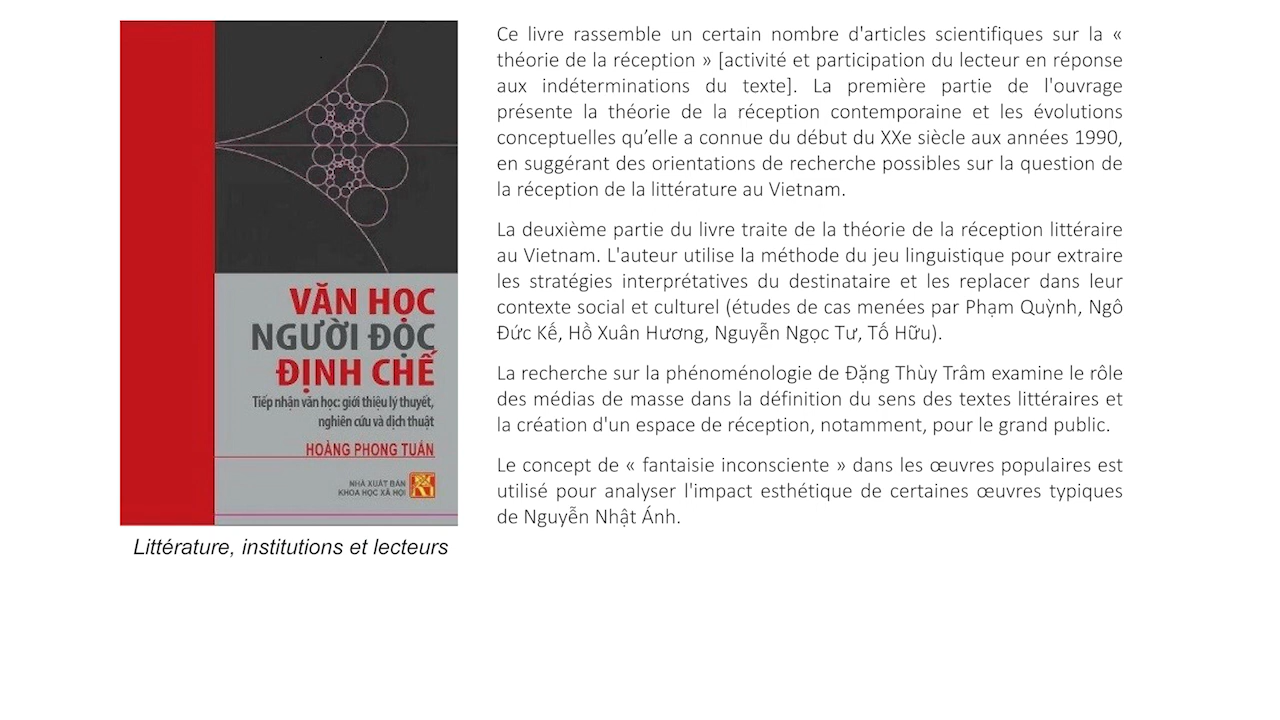 VĂN HỌC
NGƯỜI ĐỌC
ĐỊNH CHẾ
Tiếp nhận văn học: giới thiệu lý thuyết,
nghiên cứu và dịch thuật
HOÀNG PHONG TUẤN
NHÀ XUẤT BẢN
KHOA HỌC XÃ HỘI
Littérature, institutions et lecteurs
Ce livre rassemble un certain nombre d'articles scientifiques sur la «
théorie de la réception » [activité et participation du lecteur en réponse
aux indéterminations du texte]. La première partie de l'ouvrage
présente la théorie de la réception contemporaine et les évolutions
conceptuelles qu’elle a connue du début du XXe siècle aux années 1990,
en suggérant des orientations de recherche possibles sur la question de
la réception de la littérature au Vietnam.
La deuxième partie du livre traite de la théorie de la réception littéraire
au Vietnam. L'auteur utilise la méthode du jeu linguistique pour extraire
les stratégies interprétatives du destinataire et les replacer dans leur
contexte social et culturel (études de cas menées par Phạm Quỳnh, Ngô
Đức Kế, Hồ Xuân Hương, Nguyễn Ngọc Tư, Tố Hữu).
La recherche sur la phénoménologie de Đặng Thùy Trâm examine le rôle
des médias de masse dans la définition du sens des textes littéraires et
la création d'un espace de réception, notamment, pour le grand public.
Le concept de « fantaisie inconsciente » dans les œuvres populaires est
utilisé pour analyser l'impact esthétique de certaines œuvres typiques
de Nguyễn Nhật Ánh.